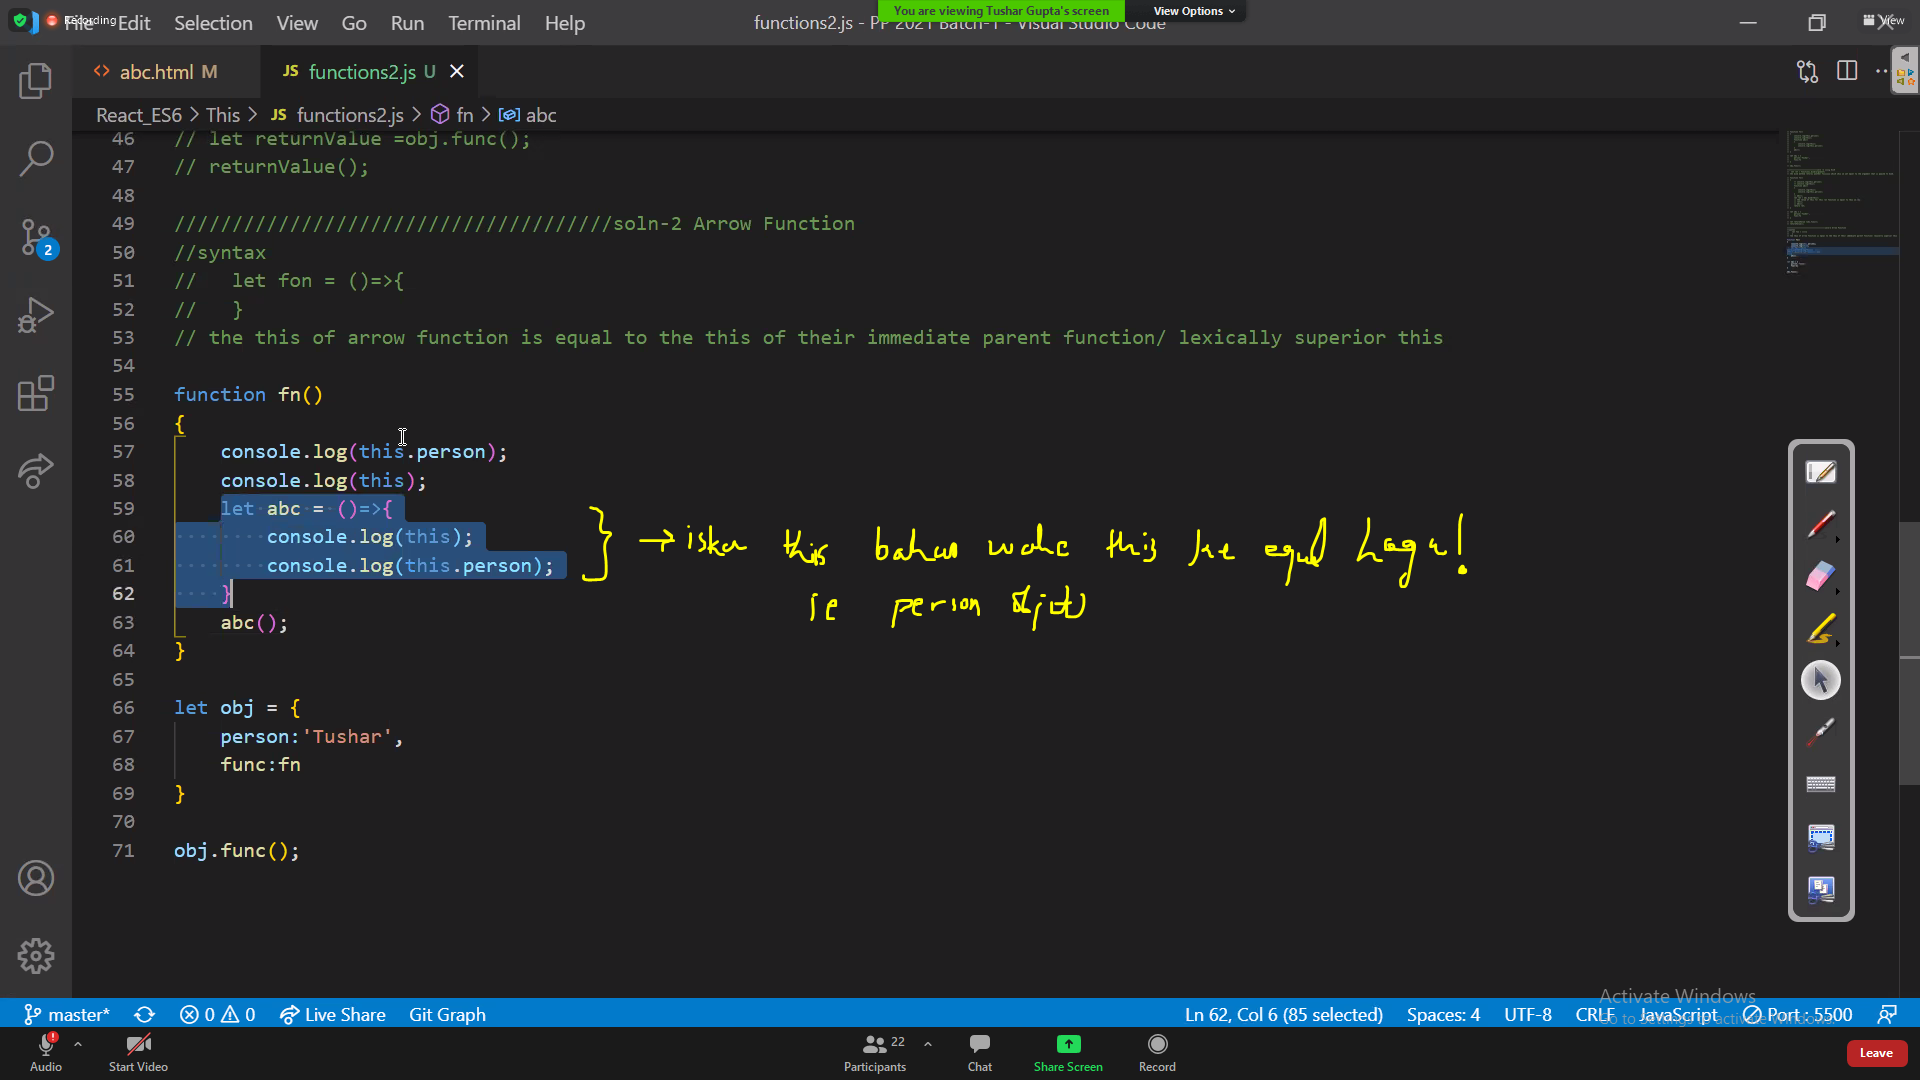 Recording
File Edit Selection View Go Run Terminal Help
functions2.js - PP 2021 Batch-1 - Visual Studio Code
You are viewing Tushar Gupta's screen
View Options
View
abc.html M
JS functions2.js U
React_ES6 > This > JS functions2.js > fn > abc
46 // let returnValue =obj.func();
47 // returnValue();
48
49 //////////////////////////////////////soln-2 Arrow Function
50 //syntax
51 //   let fon = ()=>{
52 //   }
53 // the this of arrow function is equal to the this of their immediate parent function/ lexically superior this
54
55 function fn()
56 {
57     console.log(this.person);
58     console.log(this);
59     let abc = ()=>{
60         console.log(this);
61         console.log(this.person);
62     }
63     abc();
64 }
65
66 let obj = {
67     person:'Tushar',
68     func:fn
69 }
70
71 obj.func();
→ iska this bahar wale this ke equal hoga!
ie person object
2
Activate Windows
Go to Settings to activate Windows.
master* 0 0 Live Share Git Graph
Ln 62, Col 6 (85 selected) Spaces: 4 UTF-8 CRLF JavaScript Port : 5500
Audio Start Video Participants 22 Chat Share Screen Record Leave